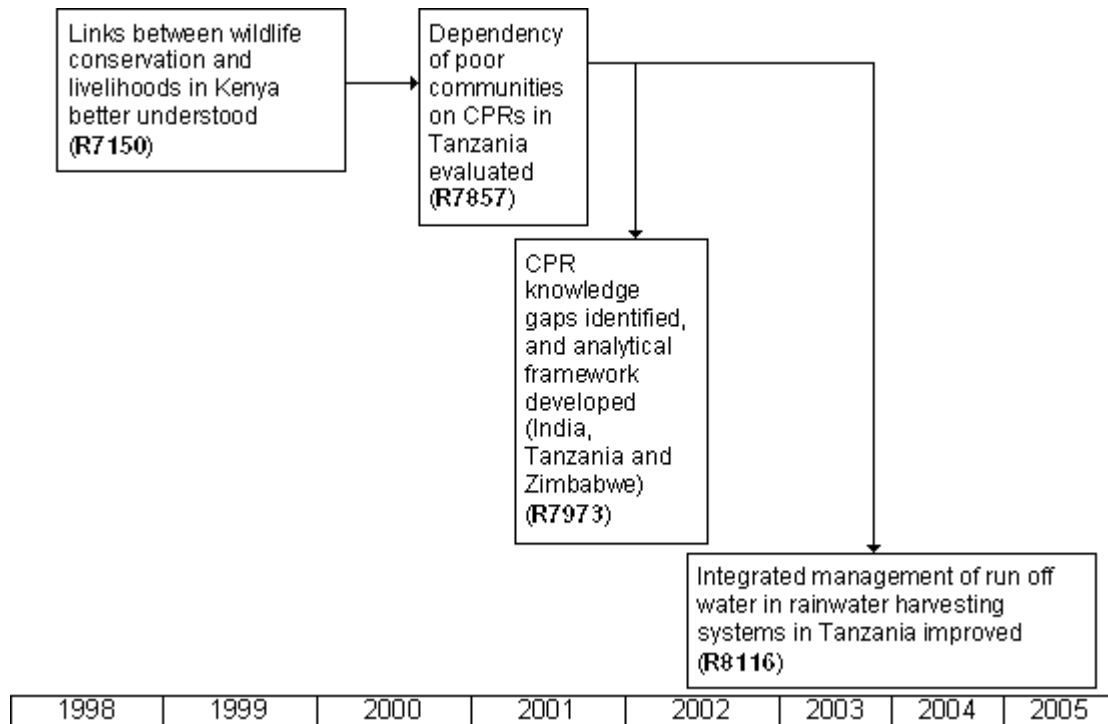 Links between wildlife
conservation and
livelihoods in Kenya
better understood
(R7150)
Dependency
of poor
communities
on CPRs in
Tanzania
evaluated
(R7857)
CPR
knowledge
gaps identified,
and analytical
framework
developed
(India,
Tanzania and
Zimbabwe)
(R7973)
Integrated management of run off
water in rainwater harvesting
systems in Tanzania improved
(R8116)
1998 1999 2000 2001 2002 2003 2004 2005